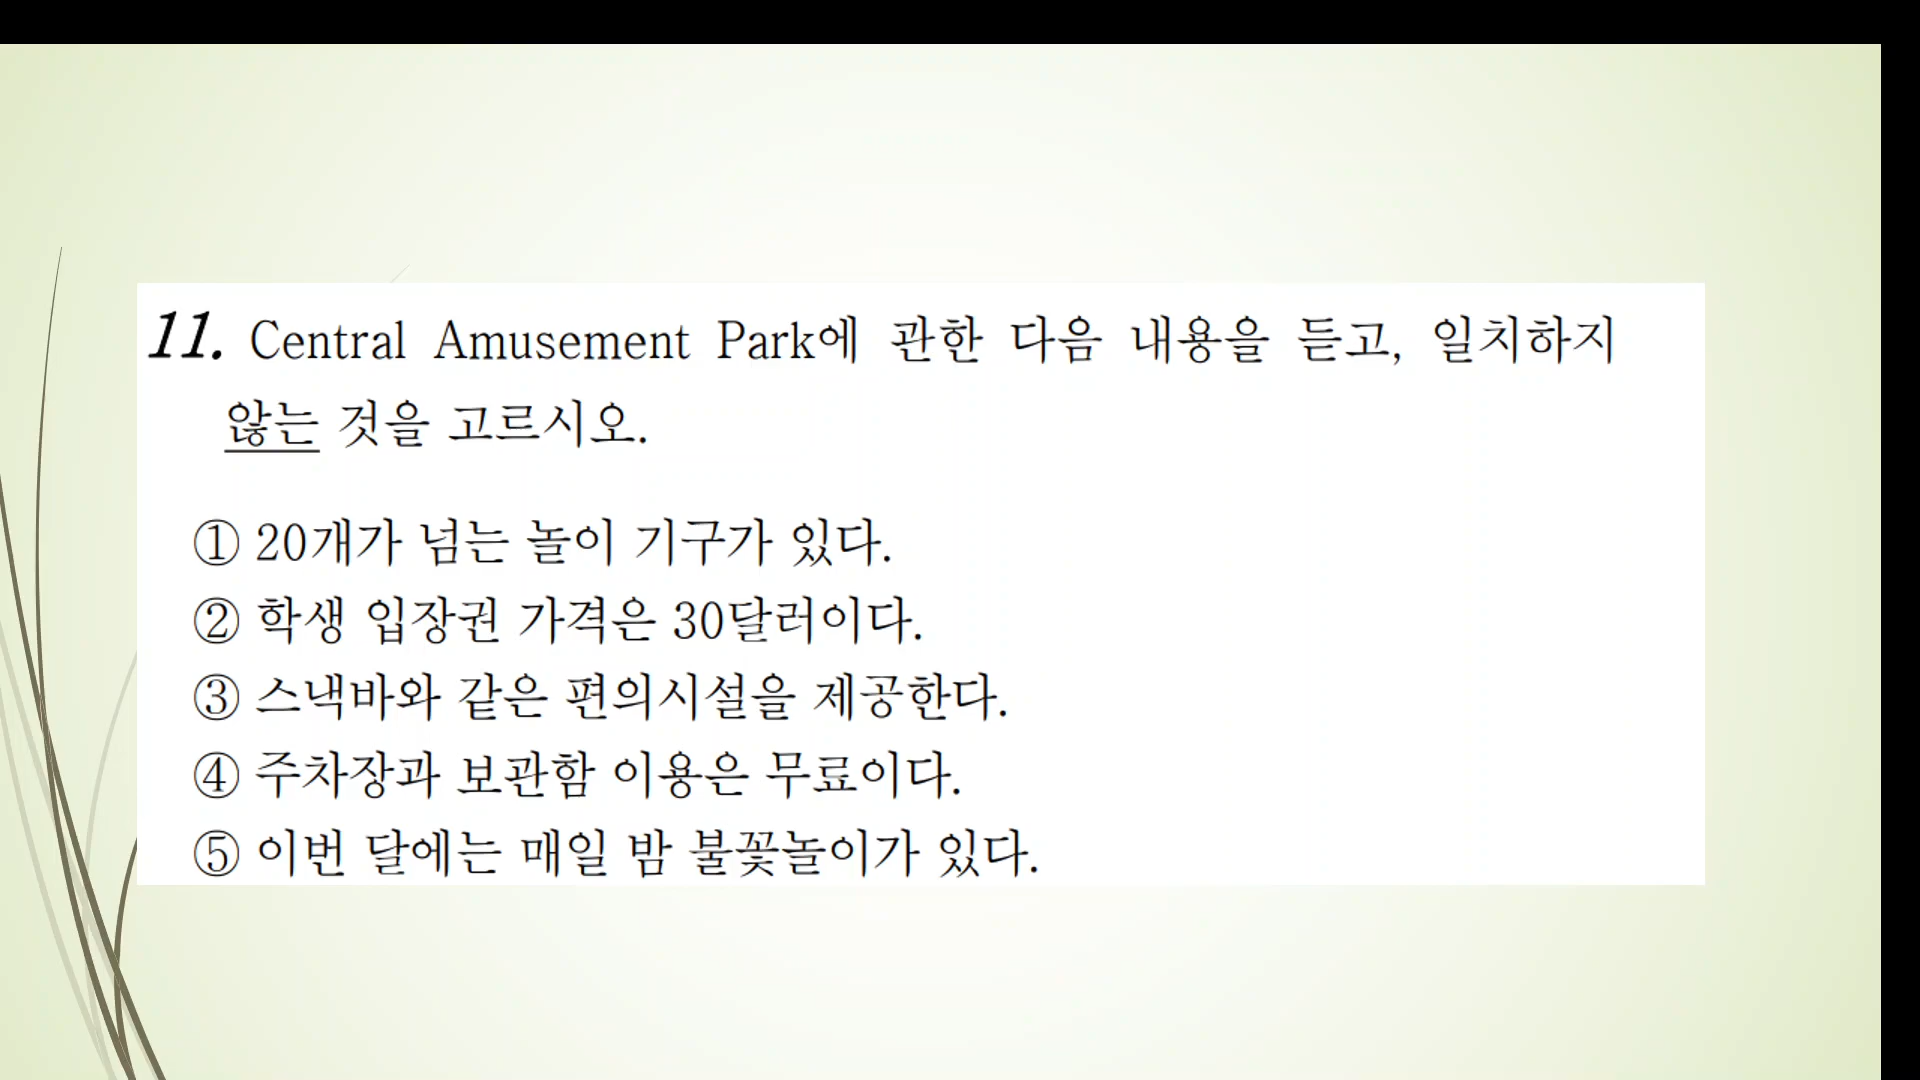 11. Central Amusement Park에 관한 다음 내용을 듣고, 일치하지
않는 것을 고르시오.
① 20개가 넘는 놀이 기구가 있다.
② 학생 입장권 가격은 30달러이다.
③ 스낵바와 같은 편의시설을 제공한다.
④ 주차장과 보관함 이용은 무료이다.
⑤ 이번 달에는 매일 밤 불꽃놀이가 있다.